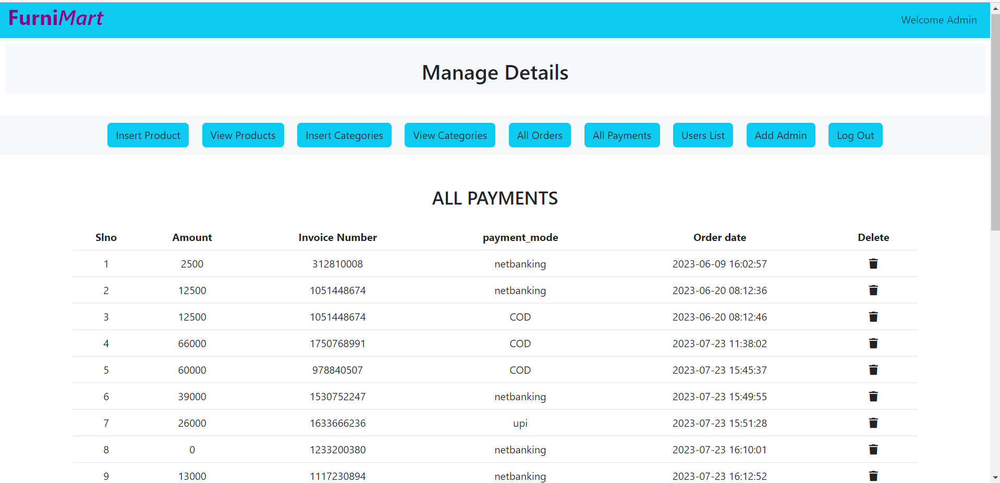 FurniMart Welcome Admin
Manage Details
Insert Product View Products Insert Categories View Categories All Orders All Payments Users List Add Admin Log Out
ALL PAYMENTS
Slno Amount Invoice Number payment_mode Order date Delete
1 2500 312810008 netbanking 2023-06-09 16:02:57
2 12500 1051448674 netbanking 2023-06-20 08:12:36
3 12500 1051448674 COD 2023-06-20 08:12:46
4 66000 1750768991 COD 2023-07-23 11:38:02
5 60000 978840507 COD 2023-07-23 15:45:37
6 39000 1530752247 netbanking 2023-07-23 15:49:55
7 26000 1633666236 upi 2023-07-23 15:51:28
8 0 1233200380 netbanking 2023-07-23 16:10:01
9 13000 1117230894 netbanking 2023-07-23 16:12:52